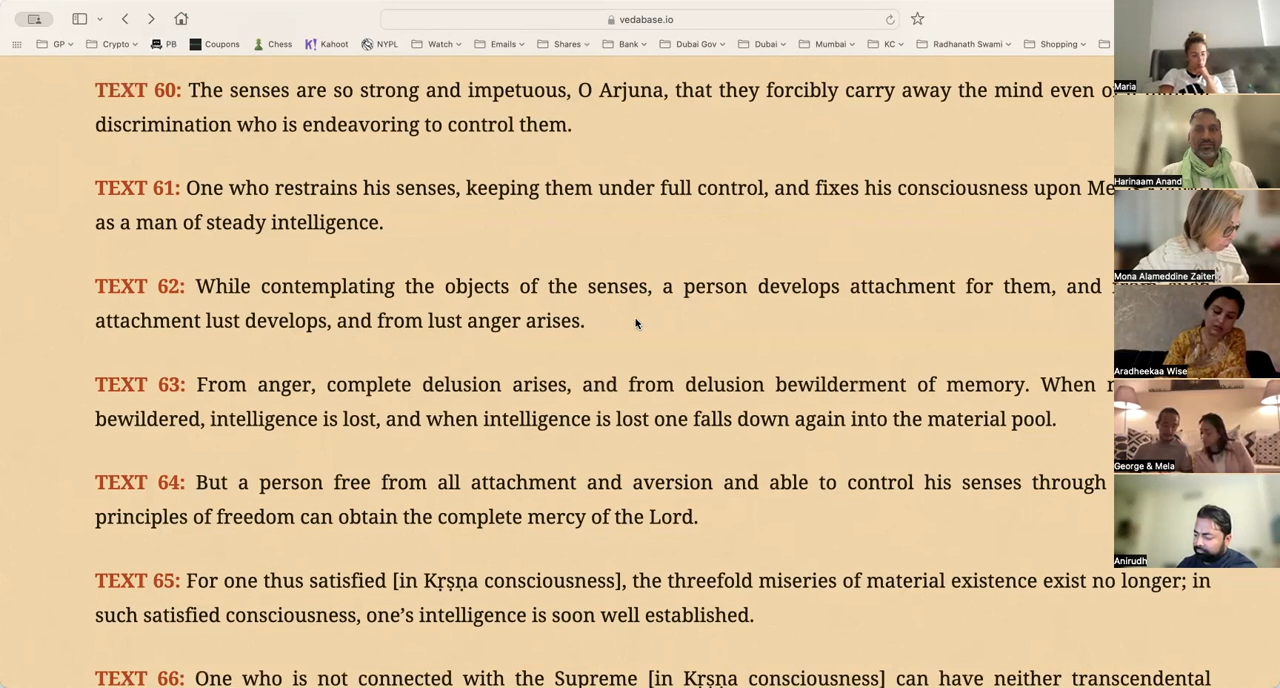 vedabase.io
GP Crypto PB Coupons Chess K! Kahoot NYPL Watch Emails Shares Bank Dubai Gov Dubai Mumbai KC Radhanath Swami Shopping
TEXT 60: The senses are so strong and impetuous, O Arjuna, that they forcibly carry away the mind even
discrimination who is endeavoring to control them.
TEXT 61: One who restrains his senses, keeping them under full control, and fixes his consciousness upon Me
as a man of steady intelligence.
TEXT 62: While contemplating the objects of the senses, a person develops attachment for them, and
attachment lust develops, and from lust anger arises.
TEXT 63: From anger, complete delusion arises, and from delusion bewilderment of memory. When
bewildered, intelligence is lost, and when intelligence is lost one falls down again into the material pool.
TEXT 64: But a person free from all attachment and aversion and able to control his senses through
principles of freedom can obtain the complete mercy of the Lord.
TEXT 65: For one thus satisfied [in Kṛṣṇa consciousness], the threefold miseries of material existence exist no longer; in
such satisfied consciousness, one’s intelligence is soon well established.
TEXT 66: One who is not connected with the Supreme [in Kṛṣṇa consciousness] can have neither transcendental
Maria
Harinaam Anand
Mona Alameddine Zaiter
Aradheekaa Wise
George & Mela
Anirudh